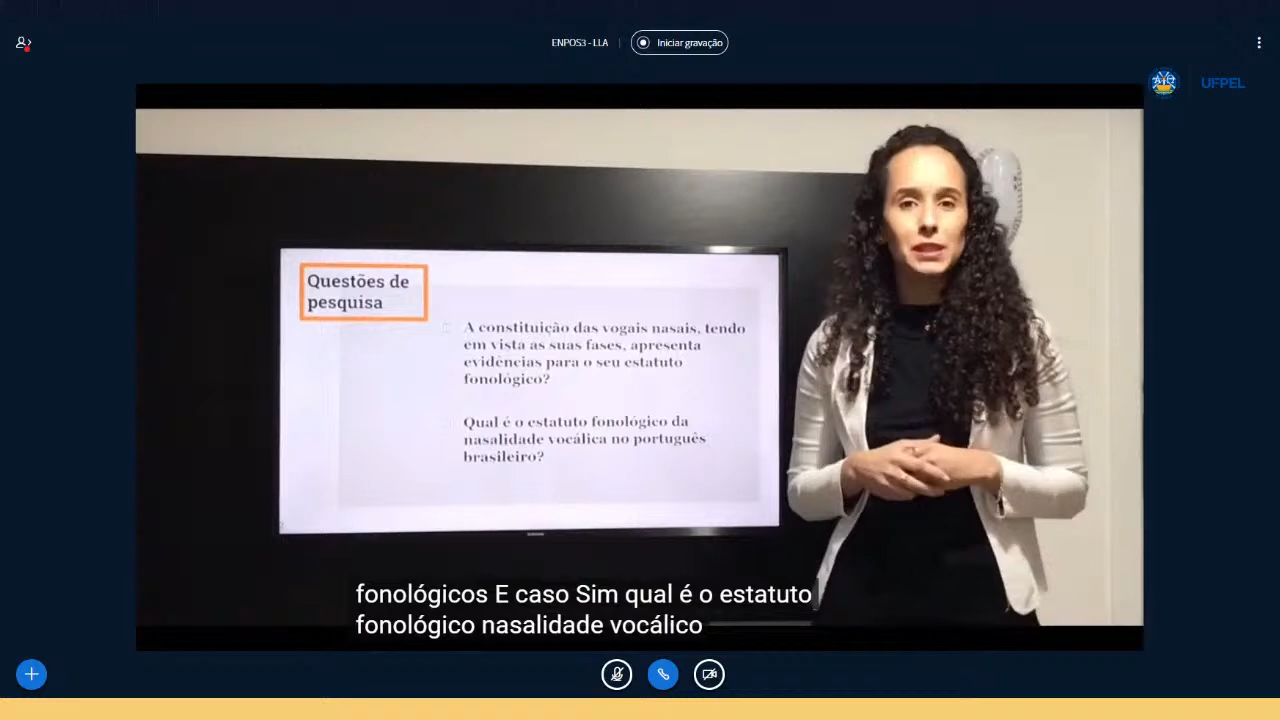 ENPOS3 - LLA
Iniciar gravação
UFPEL
Questões de
pesquisa
A constituição das vogais nasais, tendo
em vista as suas fases, apresenta
evidências para o seu estatuto
fonológico?
Qual é o estatuto fonológico da
nasalidade vocálica no português
brasileiro?
fonológicos E caso Sim qual é o estatuto
fonológico nasalidade vocálico